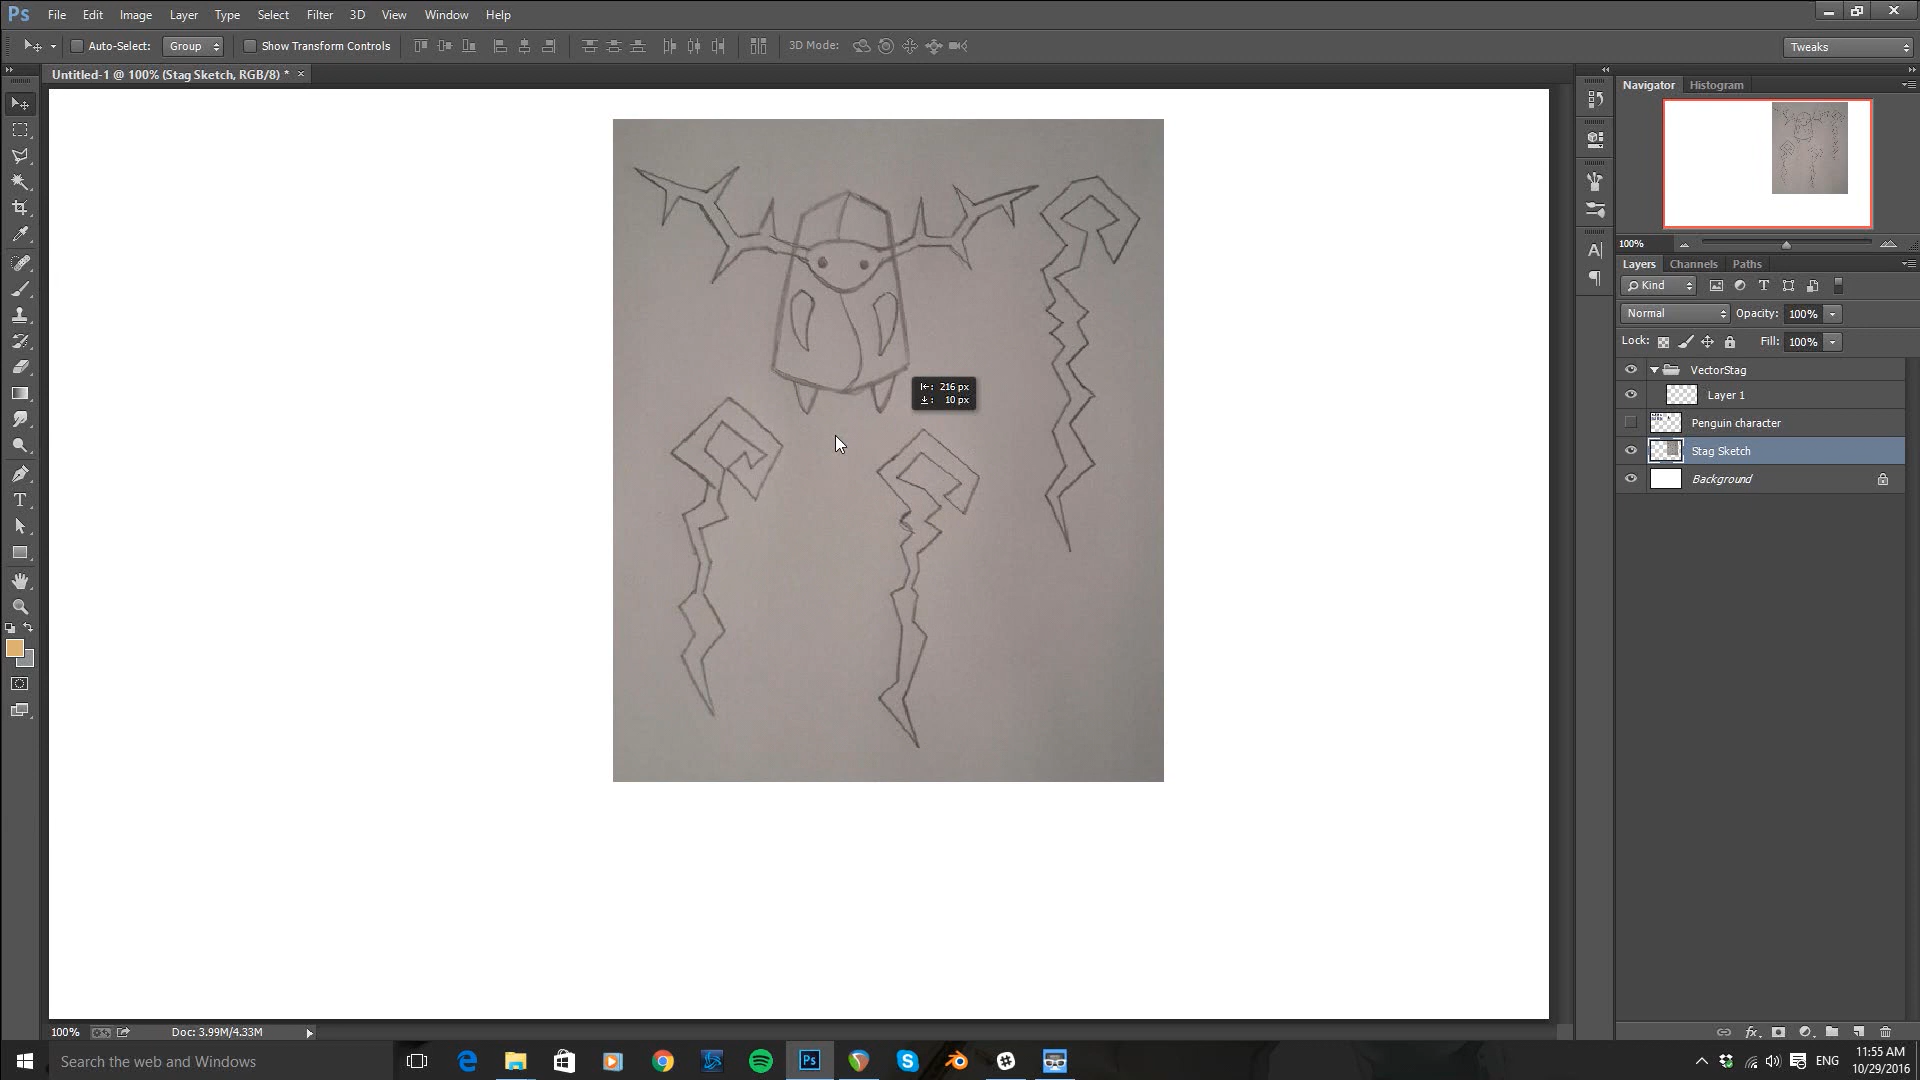 Ps File Edit Image Layer Type Select Filter 3D View Window Help
Auto-Select: Group Show Transform Controls 3D Mode: Tweaks
Untitled-1 @ 100% (Stag Sketch, RGB/8) * ×
Navigator Histogram
100%
Layers Channels Paths
Kind
Normal Opacity: 100%
Lock: Fill: 100%
VectorStag
Layer 1
Penguin character
Stag Sketch
Background
216 px
10 px
100% Doc: 3.99M/4.33M
Search the web and Windows
Ps
ENG
11:55 AM
10/29/2016